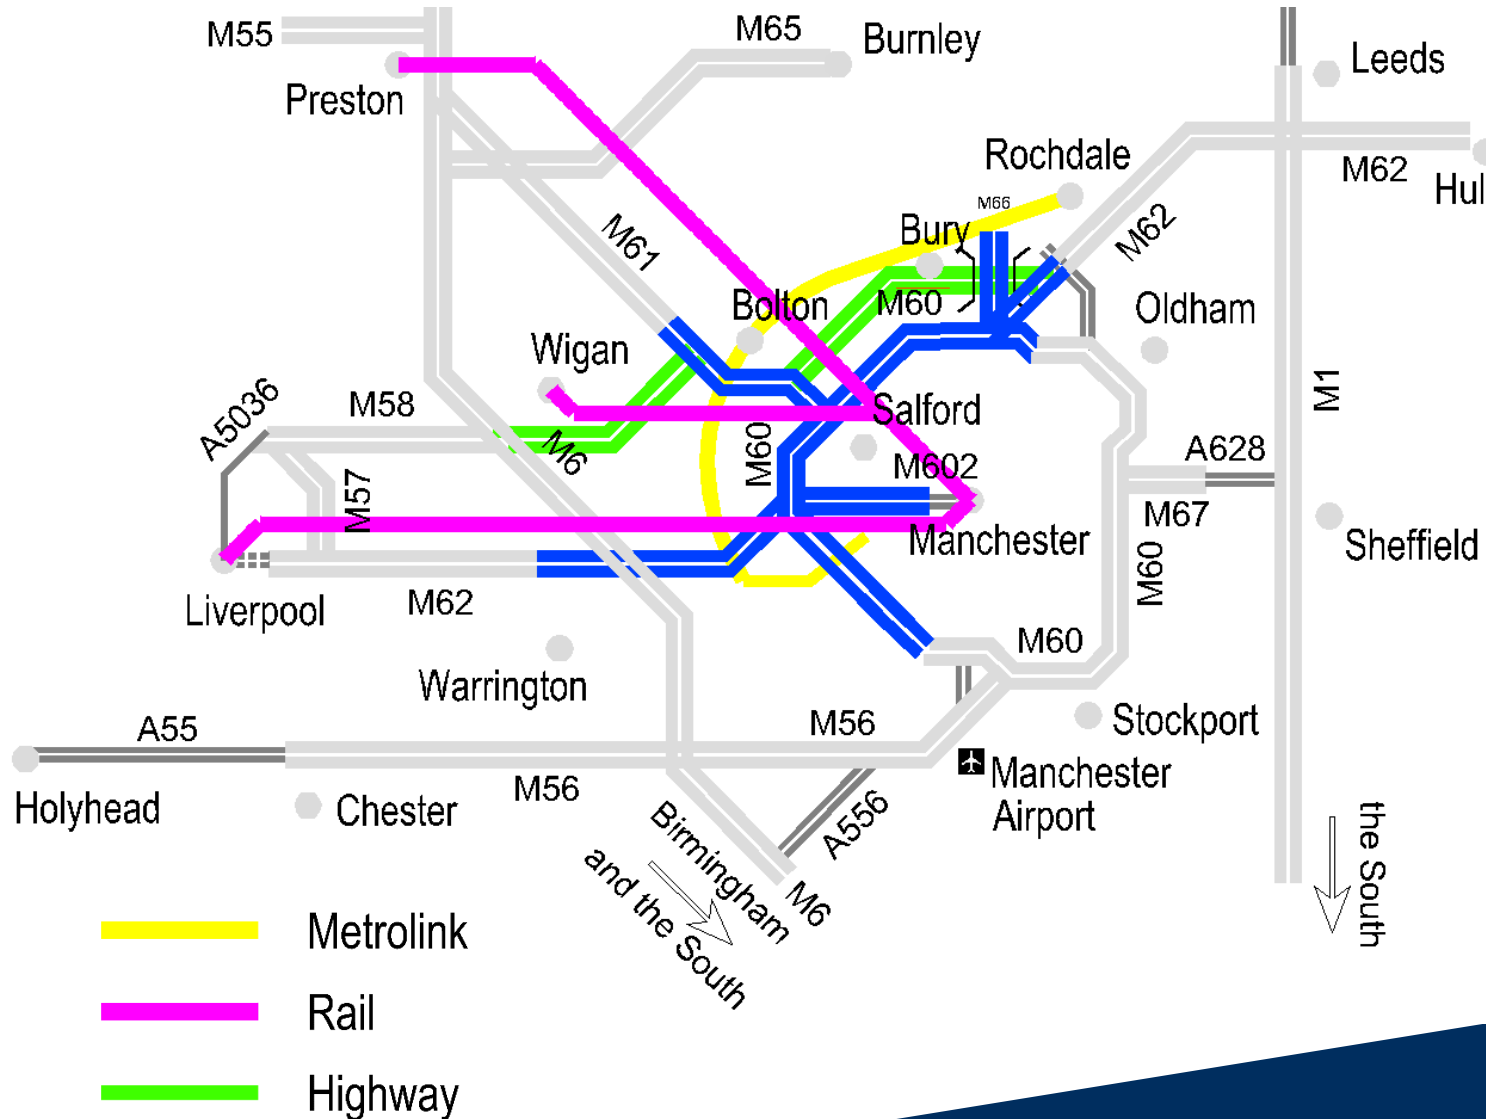 M55
M65
Burnley
Leeds
Preston
Rochdale
M62
Hul
M66
Bury
M62
M61
M60
Bolton
Oldham
Wigan
M1
A5036
M58
Salford
M6
M60
M602
A628
M57
M67
Manchester
Sheffield
M60
Liverpool
M62
M60
Warrington
Stockport
A55
M56
M56
Manchester
Airport
Holyhead
Chester
A556
Birmingham
and the South
M6
the South
Metrolink
Rail
Highway